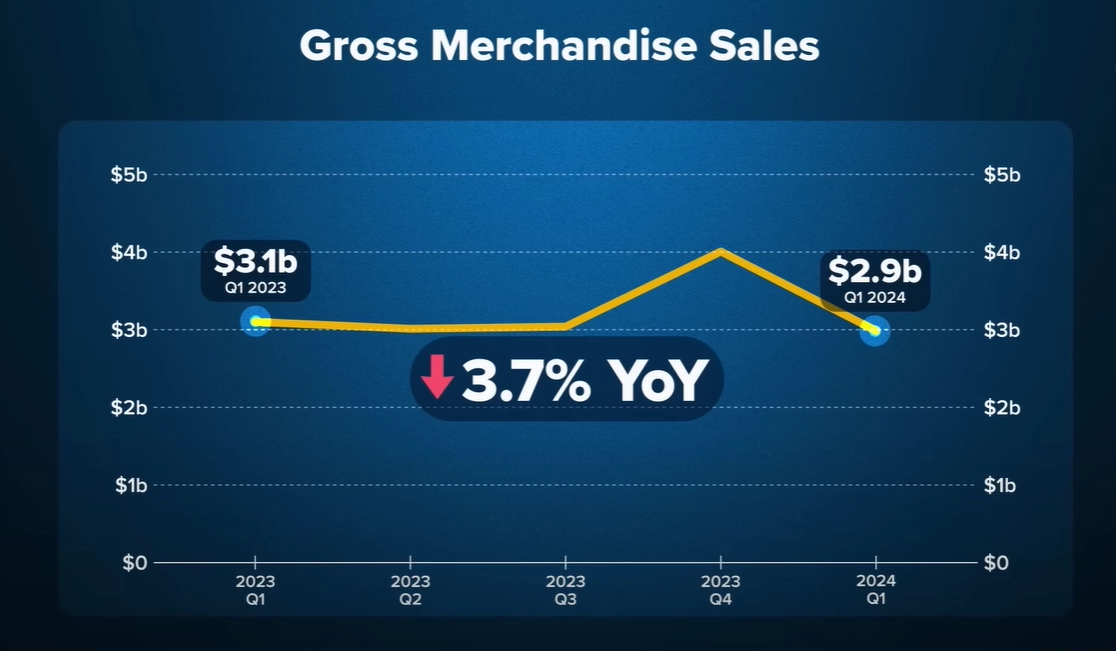 Gross Merchandise Sales
$5b $5b
$3.1b
Q1 2023
$4b $4b
$2.9b
Q1 2024
$3b $3b
3.7% YoY
$2b $2b
$1b $1b
$0 $0
2023 2023 2023 2023 2024
Q1 Q2 Q3 Q4 Q1